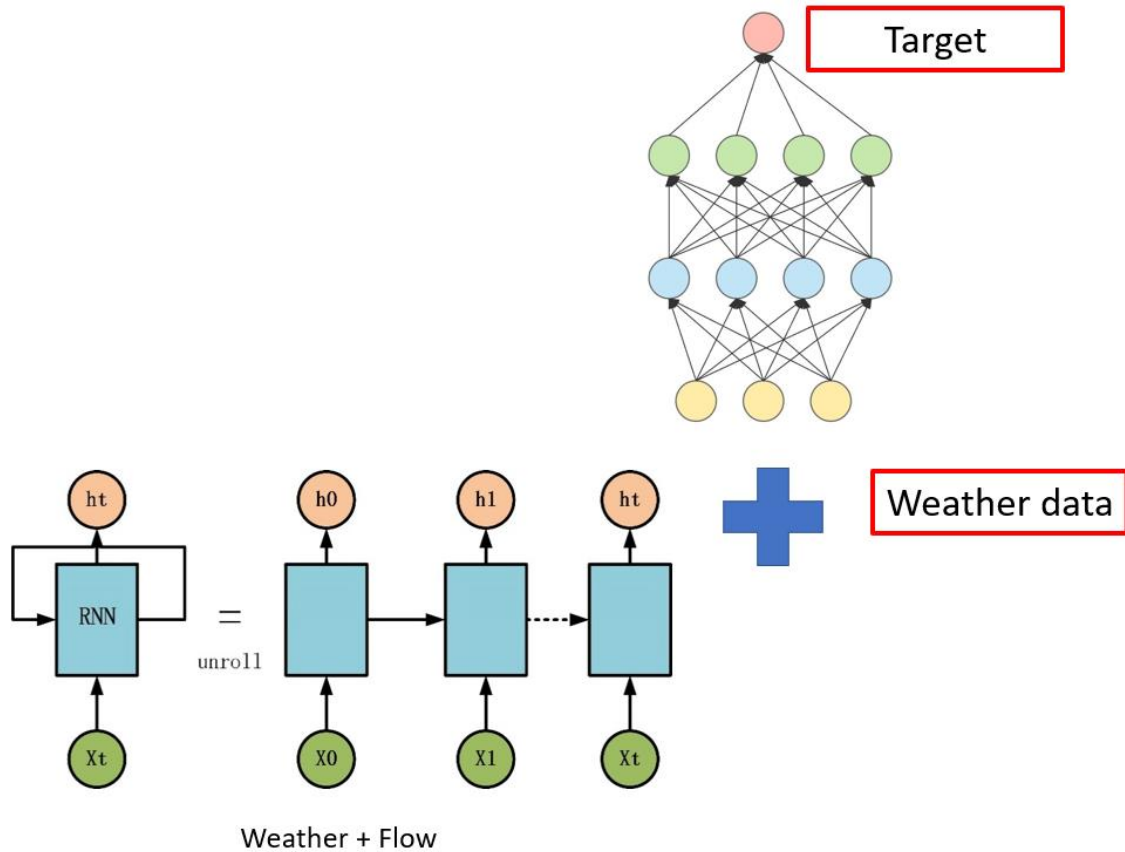 Target
Weather data
ht
h0
h1
ht
RNN
=
unroll
Xt
X0
X1
Xt
Weather + Flow